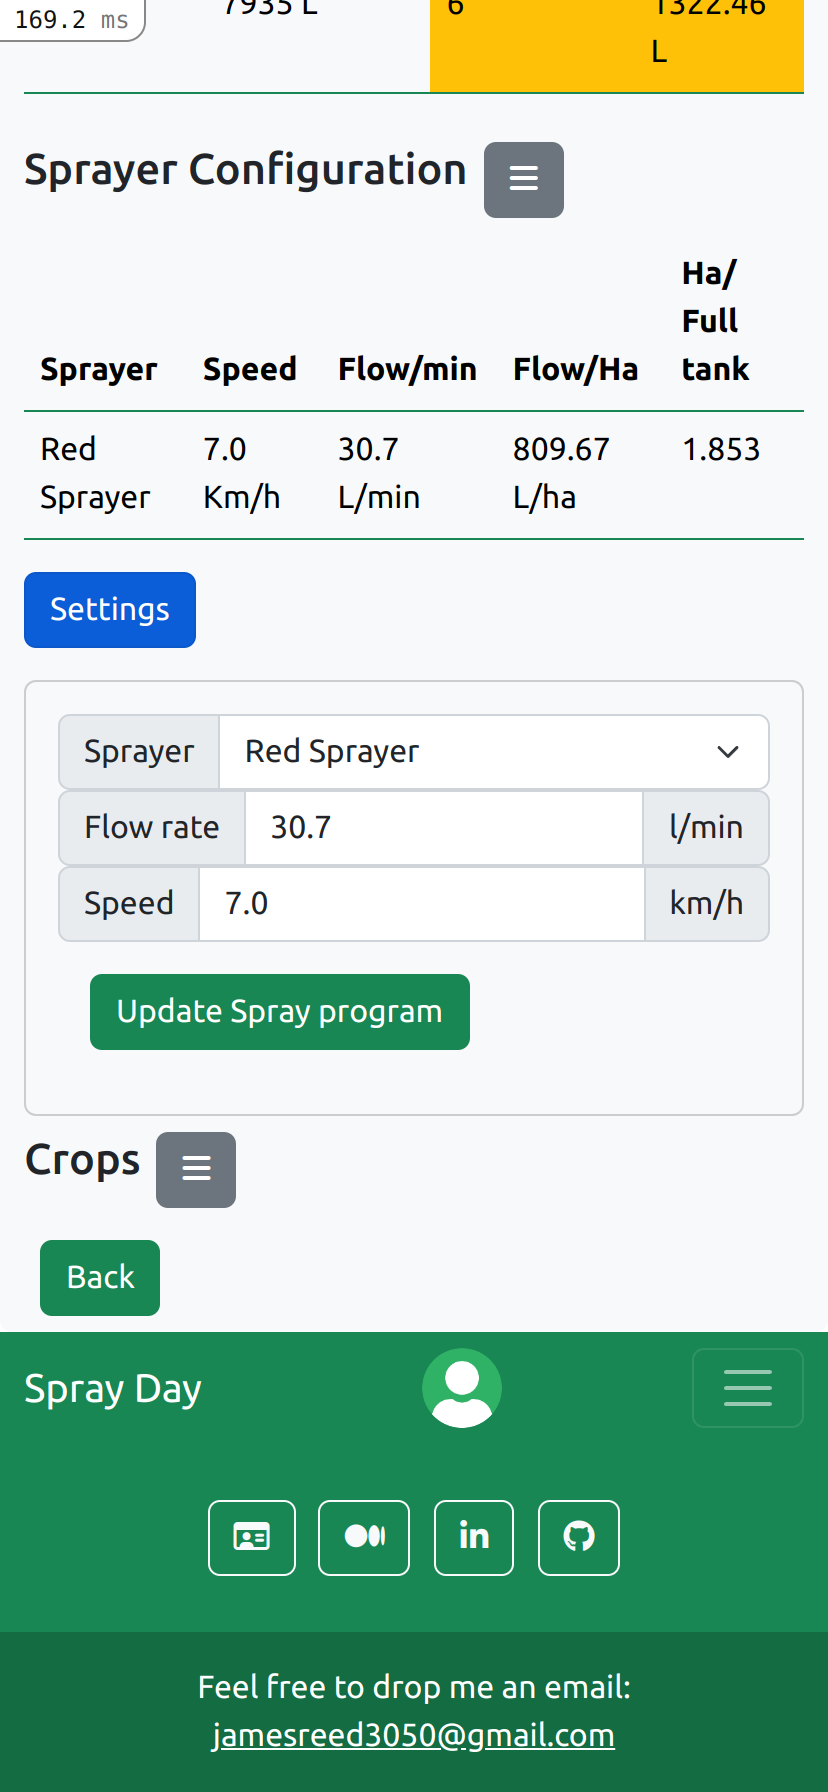 169.2 ms
7935 L
6
1322.46
L
Sprayer Configuration
Sprayer Speed Flow/min Flow/Ha Ha/
Full
tank
Red
Sprayer
7.0
Km/h
30.7
L/min
809.67
L/ha
1.853
Settings
Sprayer Red Sprayer
Flow rate 30.7 l/min
Speed 7.0 km/h
Update Spray program
Crops
Back
Spray Day
in
Feel free to drop me an email:
jamesreed3050@gmail.com